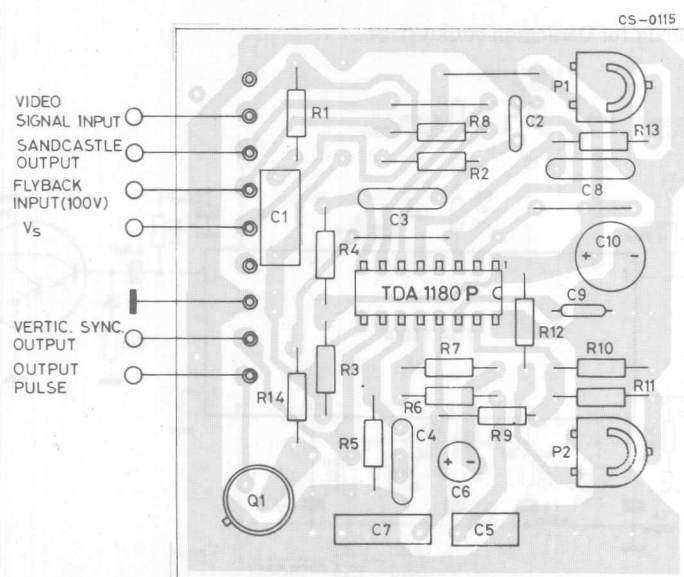 CS-0115
P1
VIDEO
SIGNAL INPUT
R1
R8
C2
R13
SANDCASTLE
OUTPUT
R2
C8
FLYBACK
INPUT(100V)
C1
C3
Vs
R4
C10
+ -
1
TDA 1180 P
C9
R12
VERTIC. SYNC.
OUTPUT
R7
R10
OUTPUT
PULSE
R3
R14
R6
R11
R9
R5
C4
P2
+ -
C6
Q1
C7
C5